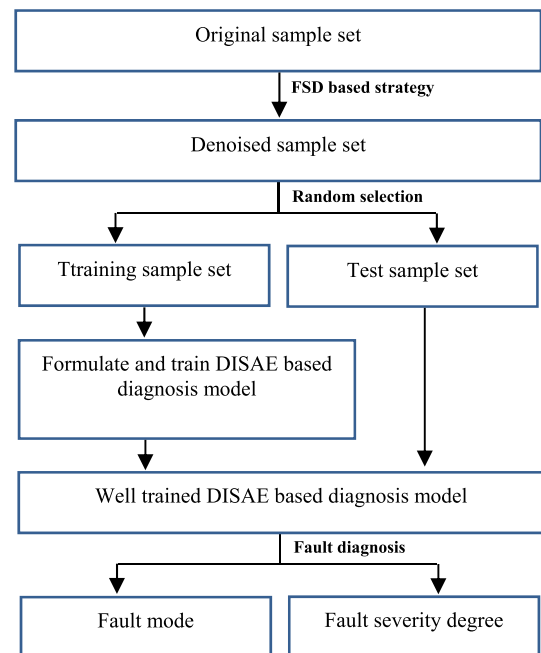 Original sample set
FSD based strategy
Denoised sample set
Random selection
Ttraining sample set
Test sample set
Formulate and train DISAE based
diagnosis model
Well trained DISAE based diagnosis model
Fault diagnosis
Fault mode
Fault severity degree